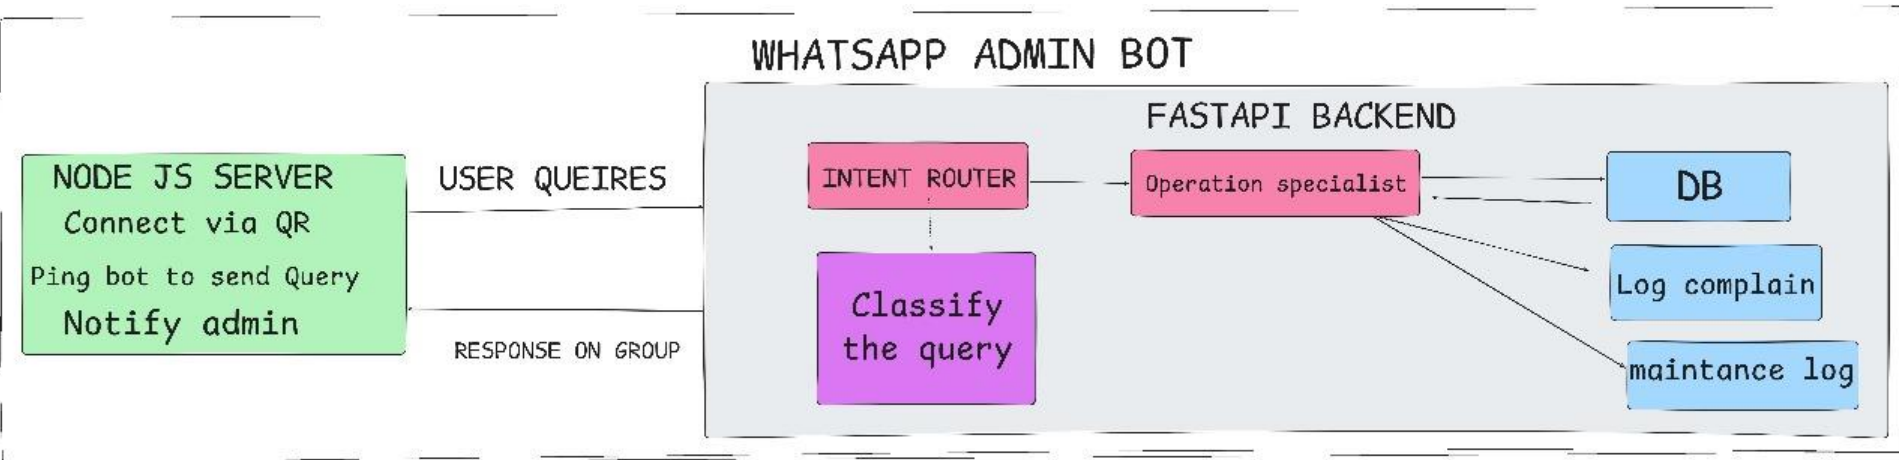 WHATSAPP ADMIN BOT
FASTAPI BACKEND
NODE JS SERVER
Connect via QR
Ping bot to send Query
Notify admin
USER QUEIRES
RESPONSE ON GROUP
INTENT ROUTER
Classify
the query
Operation specialist
DB
Log complain
maintance log